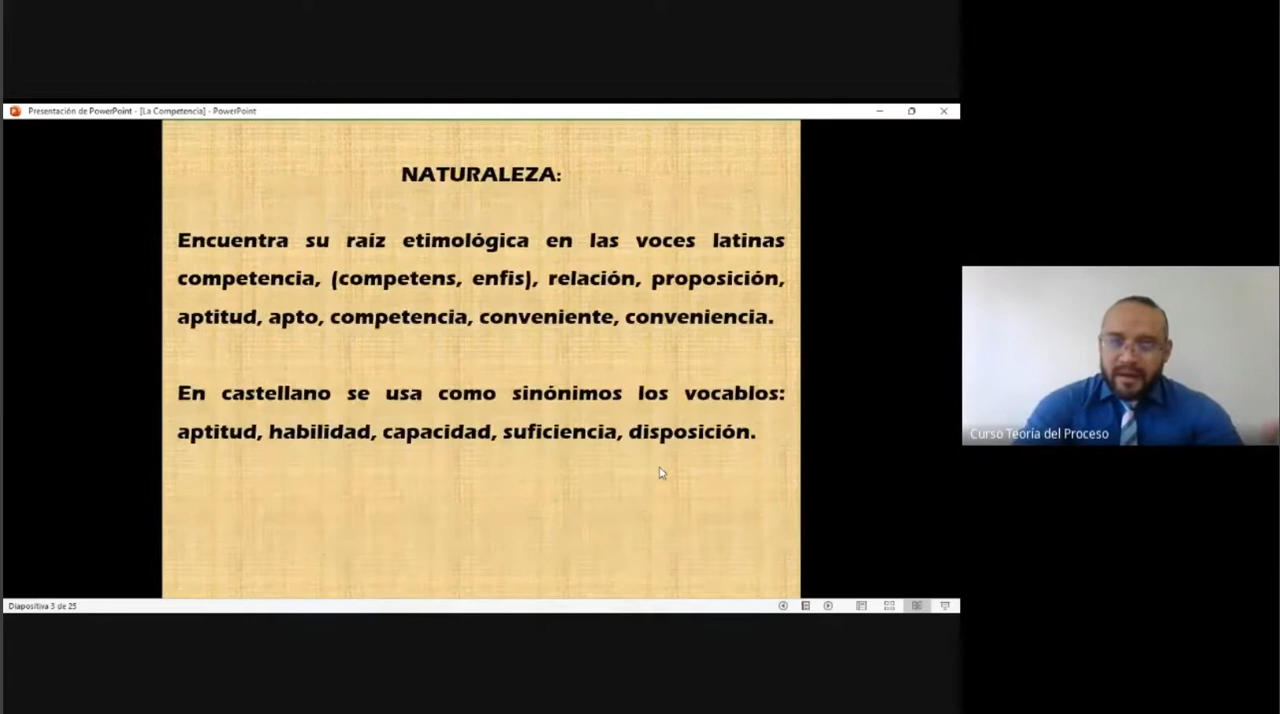 Presentación de PowerPoint - [La Competencia] - PowerPoint
NATURALEZA:
Encuentra su raíz etimológica en las voces latinas
competencia, (competens, enfis), relación, proposición,
aptitud, apto, competencia, conveniente, conveniencia.
En castellano se usa como sinónimos los vocablos:
aptitud, habilidad, capacidad, suficiencia, disposición.
Curso Teoría del Proceso
Diapositiva 3 de 25